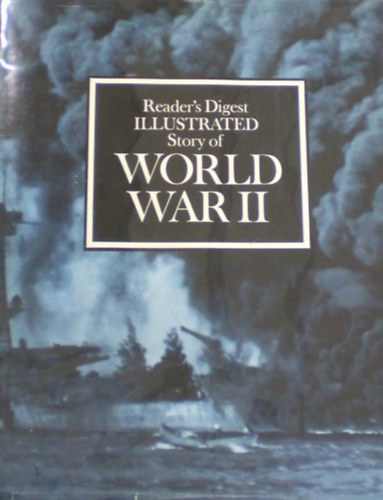 Reader's Digest
ILLUSTRATED
Story of
WORLD
WAR II